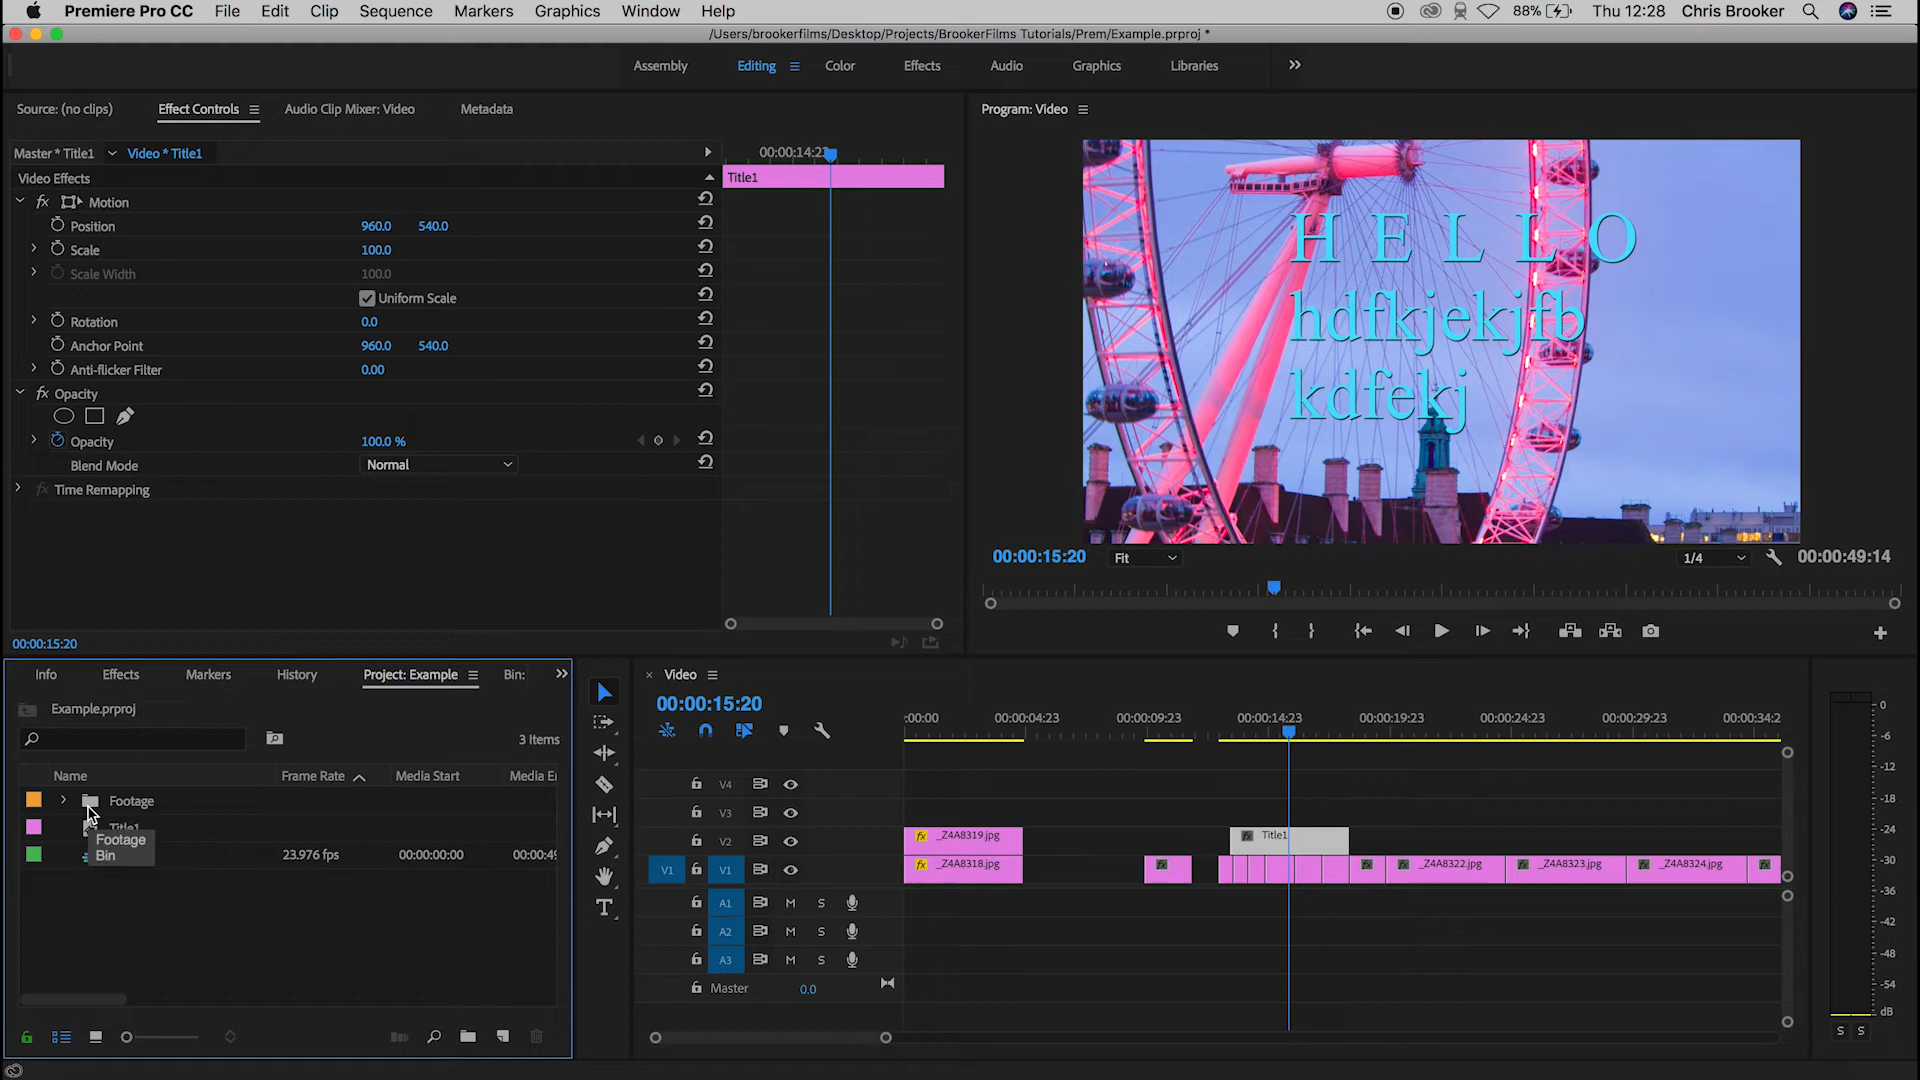 Premiere Pro CC File Edit Clip Sequence Markers Graphics Window Help 88% Thu 12:28 Chris Brooker
/Users/brookerfilms/Desktop/Projects/BrookerFilms Tutorials/Prem/Example.prproj *
Assembly Editing Color Effects Audio Graphics Libraries
Source: (no clips) Effect Controls Audio Clip Mixer: Video Metadata
Program: Video
Master * Title1 Video * Title1 00:00:14:23
Video Effects Title1
fx Motion
Position 960.0 540.0
Scale 100.0
Scale Width 100.0
Uniform Scale
Rotation 0.0
Anchor Point 960.0 540.0
Anti-flicker Filter 0.00
fx Opacity
Opacity 100.0 %
Blend Mode Normal
fx Time Remapping
00:00:15:20
H E L L O
hdfkjekjfb
kdfekj
00:00:15:20 Fit 1/4 00:00:49:14
Info Effects Markers History Project: Example Bin:
Example.prproj
3 Items
Name Frame Rate Media Start
Footage
Title1
Footage
Bin
23.976 fps 00:00:00:00
Video
00:00:15:20
:00:00 00:00:04:23 00:00:09:23 00:00:14:23 00:00:19:23 00:00:24:23 00:00:29:23 00:00:34:2
V4
V3
V2 fx _Z4A8319.jpg fx Title1
V1 V1 fx _Z4A8318.jpg fx fx fx _Z4A8322.jpg fx _Z4A8323.jpg fx _Z4A8324.jpg fx
A1 M S
A2 M S
A3 M S
Master 0.0
0
-6
-12
-18
-24
-30
-36
-42
-48
-54
dB
S S